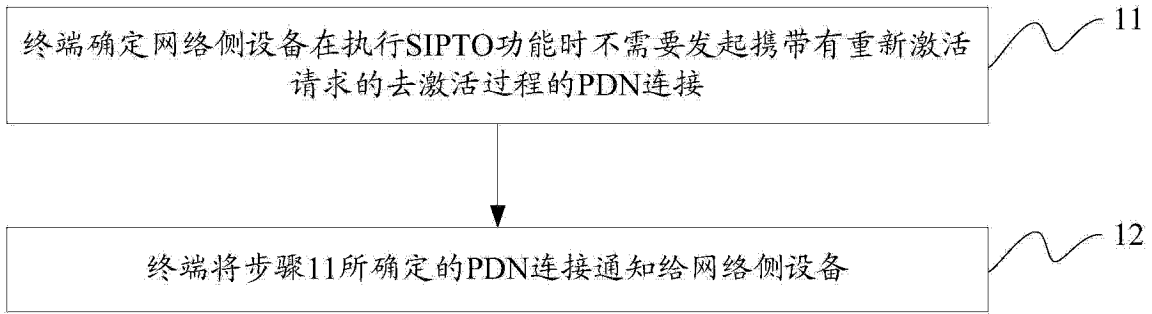 终端确定网络侧设备在执行SIPTO功能时不需要发起携带有重新激活
请求的去激活过程的PDN连接
11
终端将步骤11所确定的PDN连接通知给网络侧设备
12